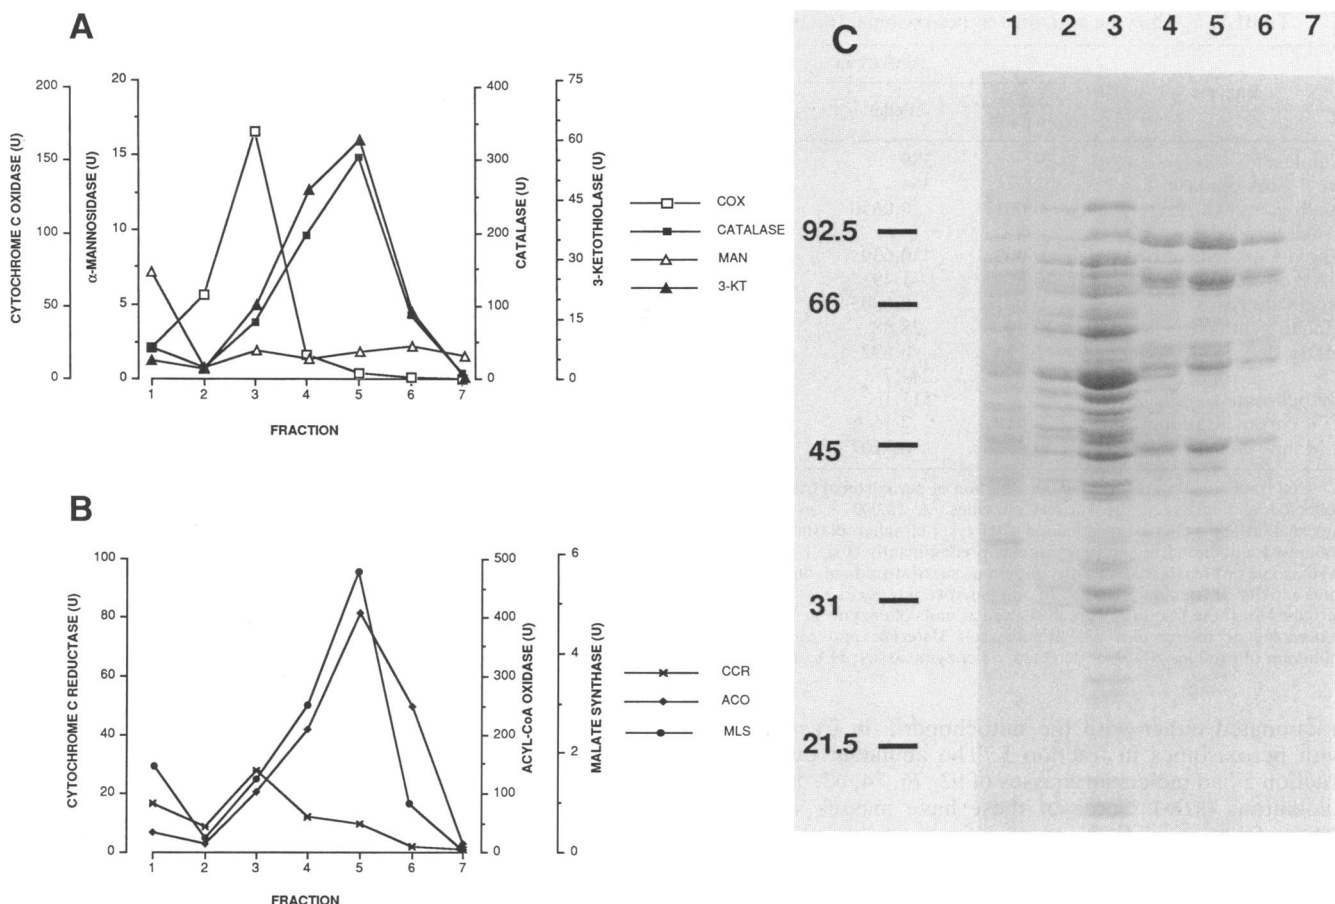 A
CYTOCHROME C OXIDASE (U)
200
150
100
50
0
α-MANNOSIDASE (U)
20
15
10
5
0
CATALASE (U)
400
300
200
100
0
3-KETOTHIOLASE (U)
75
60
45
30
15
0
1 2 3 4 5 6 7
FRACTION
COX
CATALASE
MAN
3-KT
B
CYTOCHROME C REDUCTASE (U)
100
80
60
40
20
0
ACYL-CoA OXIDASE (U)
500
400
300
200
100
0
MALATE SYNTHASE (U)
6
4
2
0
1 2 3 4 5 6 7
FRACTION
CCR
ACO
MLS
C
1 2 3 4 5 6 7
92.5
66
45
31
21.5